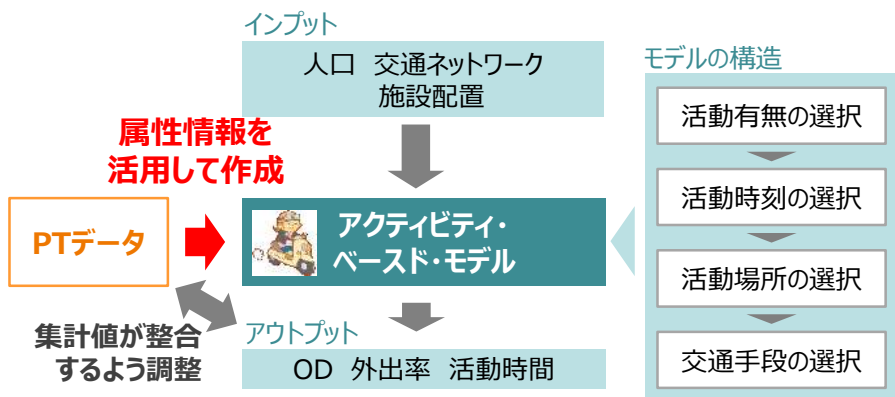 インプット
人口 交通ネットワーク
施設配置
属性情報を
活用して作成
PTデータ
アクティビティ・
ベースド・モデル
集計値が整合
するよう調整
アウトプット
OD 外出率 活動時間
モデルの構造
活動有無の選択
活動時刻の選択
活動場所の選択
交通手段の選択